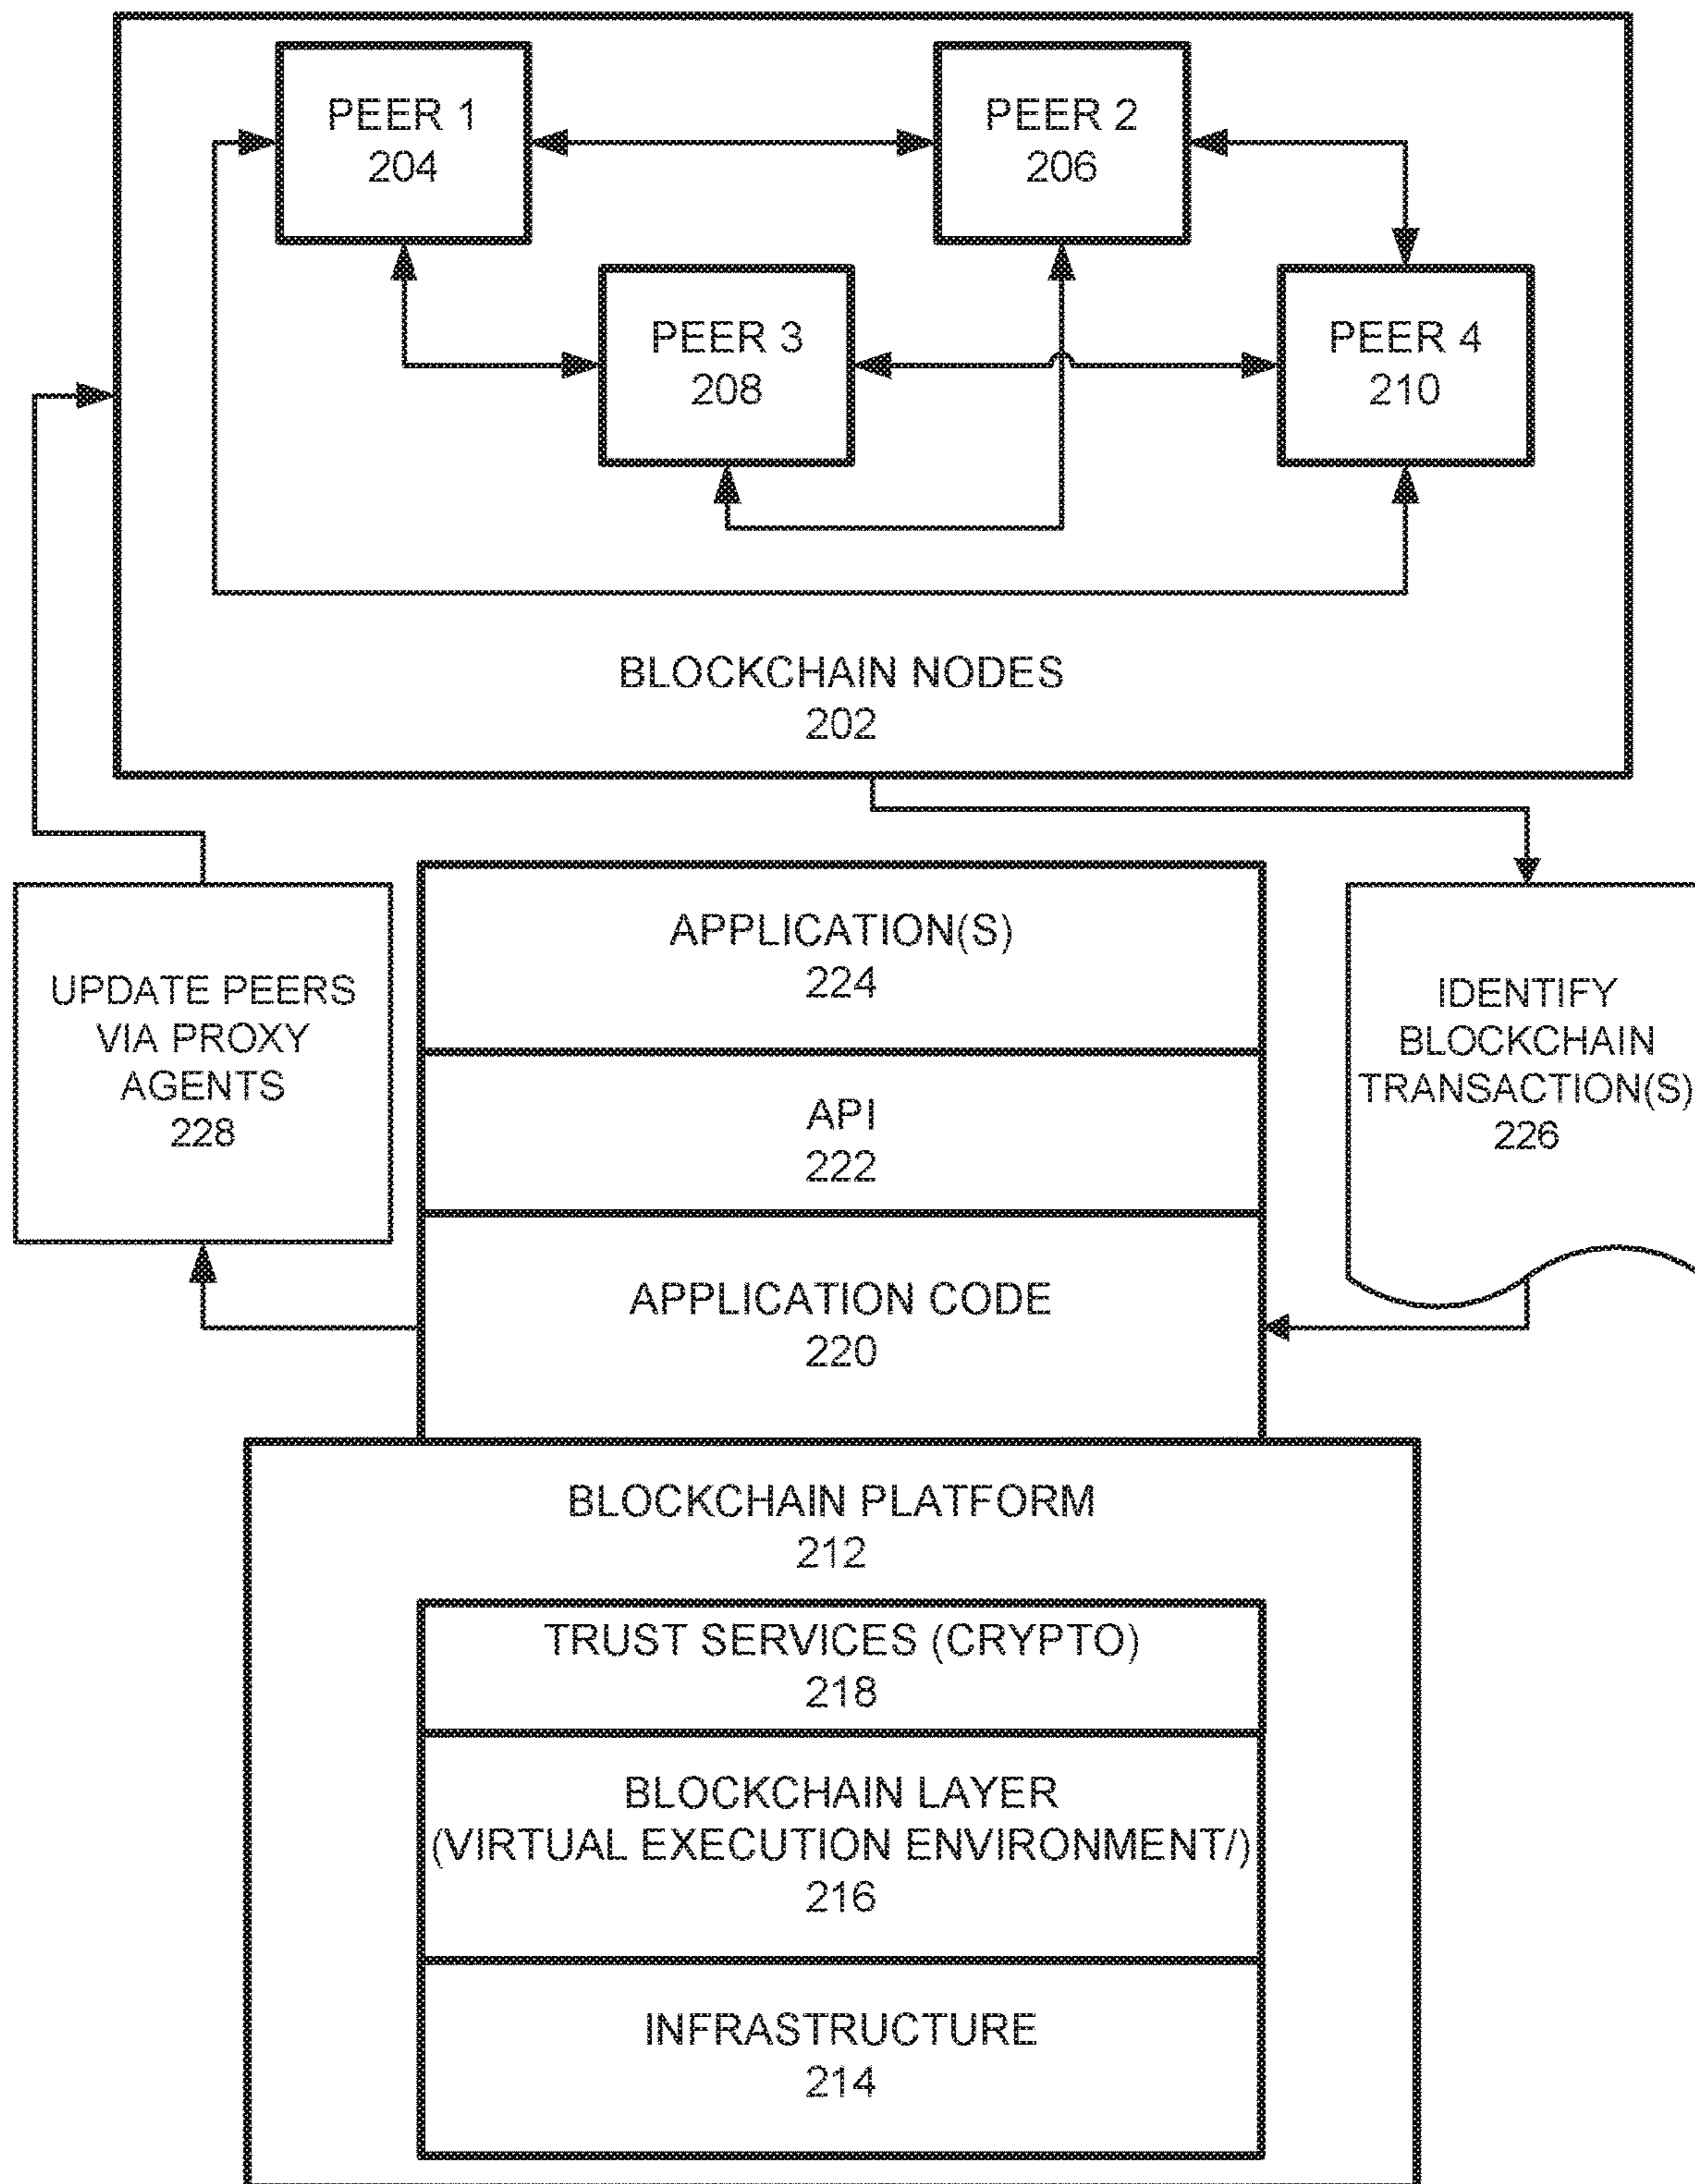 PEER 1
204
PEER 2
206
PEER 3
208
PEER 4
210
BLOCKCHAIN NODES
202
UPDATE PEERS
VIA PROXY
AGENTS
228
APPLICATION(S)
224
API
222
APPLICATION CODE
220
IDENTIFY
BLOCKCHAIN
TRANSACTION(S)
226
BLOCKCHAIN PLATFORM
212
TRUST SERVICES (CRYPTO)
218
BLOCKCHAIN LAYER
(VIRTUAL EXECUTION ENVIRONMENT/)
216
INFRASTRUCTURE
214